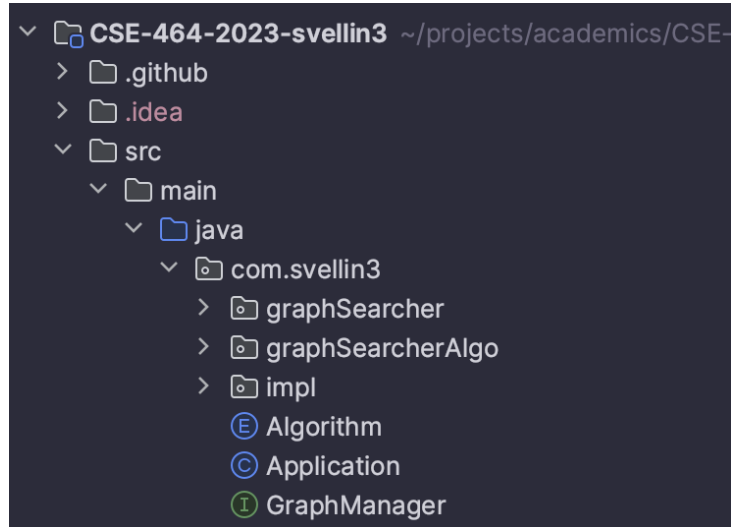 CSE-464-2023-svellin3 ~/projects/academics/CSE-
.github
.idea
src
main
java
com.svellin3
graphSearcher
graphSearcherAlgo
impl
E Algorithm
C Application
I GraphManager